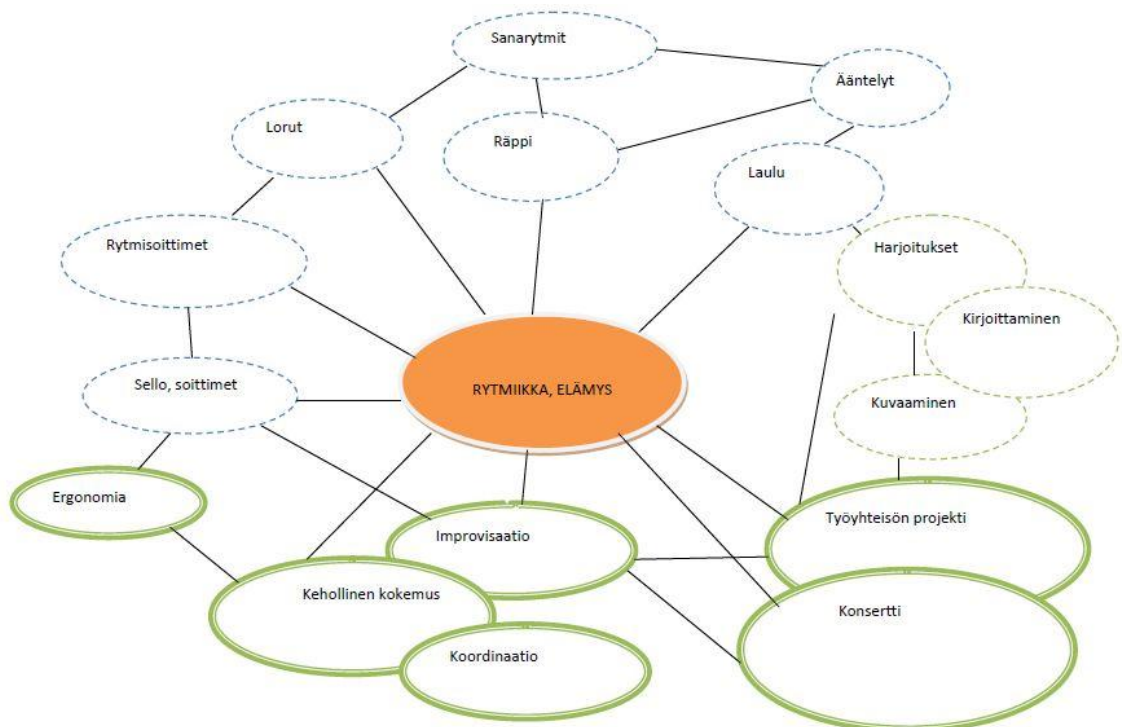 Sanarytmit
Ääntelyt
Lorut
Räppi
Laulu
Rytmisoittimet
Harjoitukset
Kirjoittaminen
Sello, soittimet
RYTMIIKKA, ELÄMYS
Kuvaaminen
Ergonomia
Improvisaatio
Työyhteisön projekti
Kehollinen kokemus
Konsertti
Koordinaatio